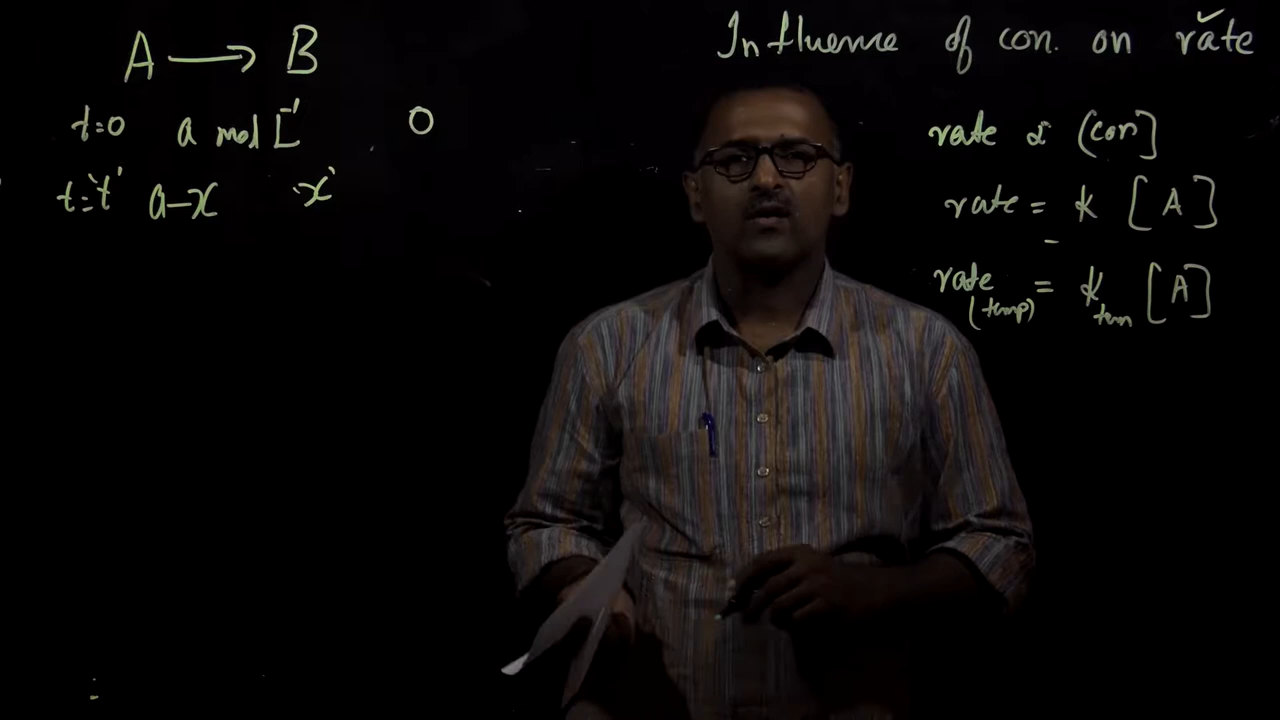 A → B
t=0 a mol L⁻¹ 0
t='t' a-x 'x'
Influence of con. on rate
rate α (con]
rate = k [A]
rate (temp) = k tem [A]